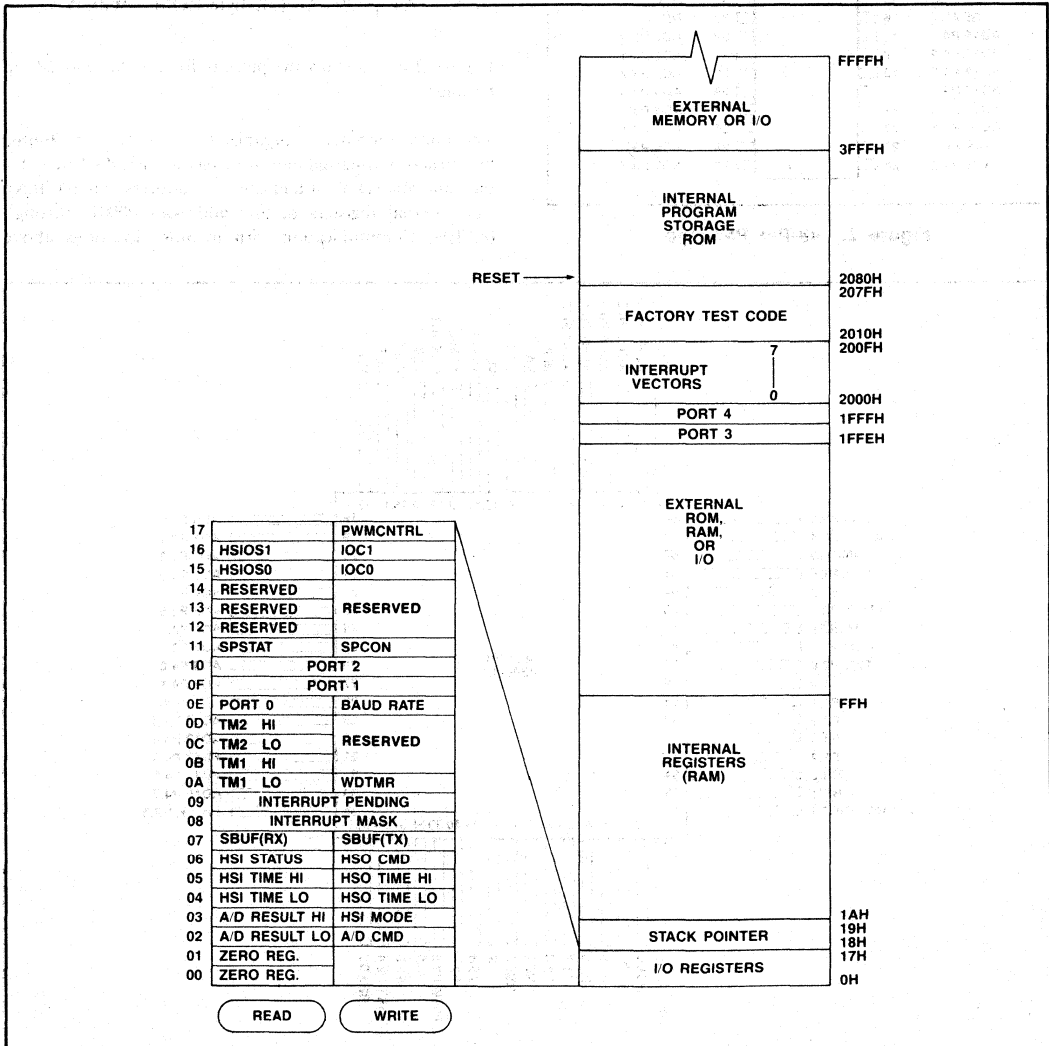 FFFFH
EXTERNAL
MEMORY OR I/O
3FFFH
INTERNAL
PROGRAM
STORAGE
ROM
RESET
2080H
207FH
FACTORY TEST CODE
2010H
200FH
7
INTERRUPT
VECTORS
0
2000H
PORT 4
1FFFH
PORT 3
1FFEH
EXTERNAL
ROM,
RAM,
OR
I/O
FFH
INTERNAL
REGISTERS
(RAM)
1AH
19H
STACK POINTER
18H
17H
I/O REGISTERS
0H
17 PWMCNTRL
16 HSIOS1 IOC1
15 HSIOS0 IOC0
14 RESERVED
13 RESERVED RESERVED
12 RESERVED
11 SPSTAT SPCON
10 PORT 2
0F PORT 1
0E PORT 0 BAUD RATE
0D TM2 HI
0C TM2 LO RESERVED
0B TM1 HI
0A TM1 LO WDTMR
09 INTERRUPT PENDING
08 INTERRUPT MASK
07 SBUF(RX) SBUF(TX)
06 HSI STATUS HSO CMD
05 HSI TIME HI HSO TIME HI
04 HSI TIME LO HSO TIME LO
03 A/D RESULT HI HSI MODE
02 A/D RESULT LO A/D CMD
01 ZERO REG.
00 ZERO REG.
READ WRITE